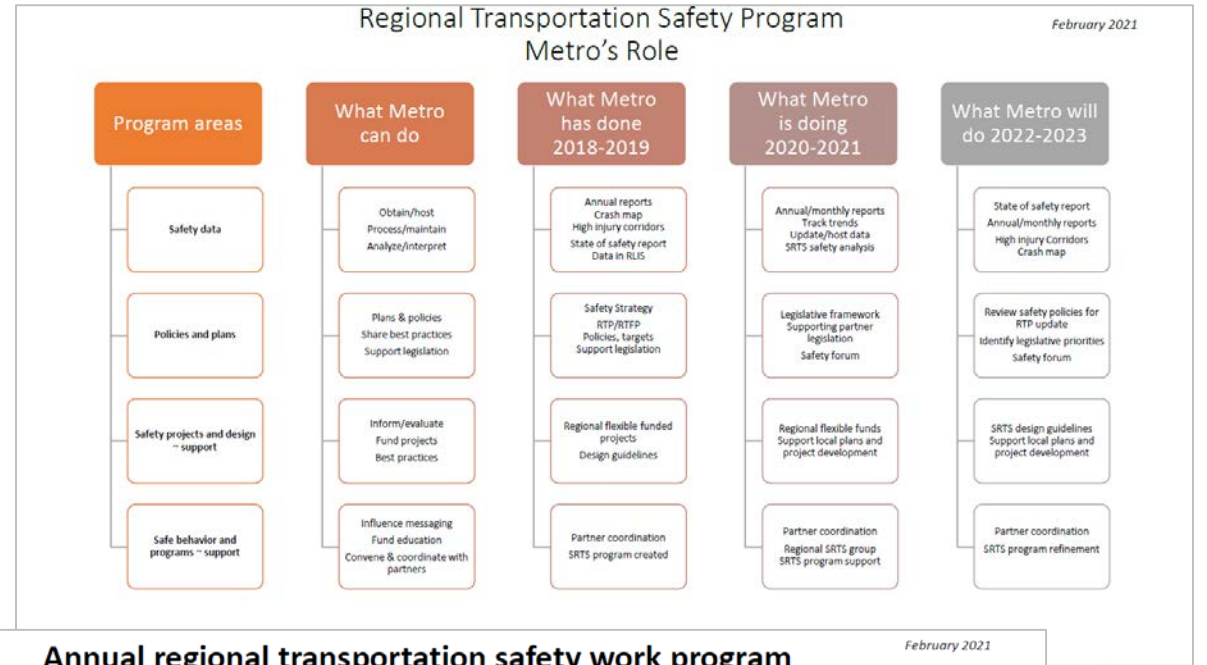 Regional Transportation Safety Program
Metro's Role
February 2021
Program areas
What Metro
can do
What Metro
has done
2018-2019
What Metro
is doing
2020-2021
What Metro will
do 2022-2023
Safety data
Obtain/host
Process/maintain
Analyze/interpret
Annual reports
Crash map
High injury corridors
State of safety report
Data in RLIS
Annual/monthly reports
Track trends
Update/host data
SRTS safety analysis
State of safety report
Annual/monthly reports
High injury Corridors
Crash map
Policies and plans
Plans & policies
Share best practices
Support legislation
Safety Strategy
RTP/RTFP
Policies, targets
Support legislation
Legislative framework
Supporting partner
legislation
Safety forum
Review safety policies for
RTP update
Identify legislative priorities
Safety forum
Safety projects and design
~ support
Inform/evaluate
Fund projects
Best practices
Regional flexible funded
projects
Design guidelines
Regional flexible funds
Support local plans and
project development
SRTS design guidelines
Support local plans and
project development
Safe behavior and
programs ~ support
Influence messaging
Fund education
Convene & coordinate with
partners
Partner coordination
SRTS program created
Partner coordination
Regional SRTS group
SRTS program support
Partner coordination
SRTS program refinement
Annual regional transportation safety work program
February 2021